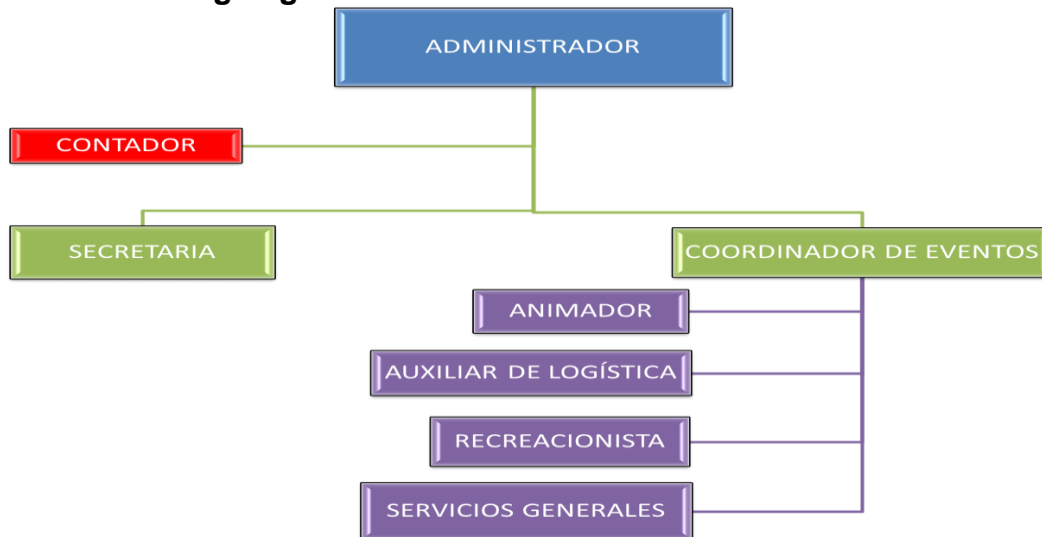 ADMINISTRADOR
CONTADOR
SECRETARIA
COORDINADOR DE EVENTOS
ANIMADOR
AUXILIAR DE LOGÍSTICA
RECREACIONISTA
SERVICIOS GENERALES